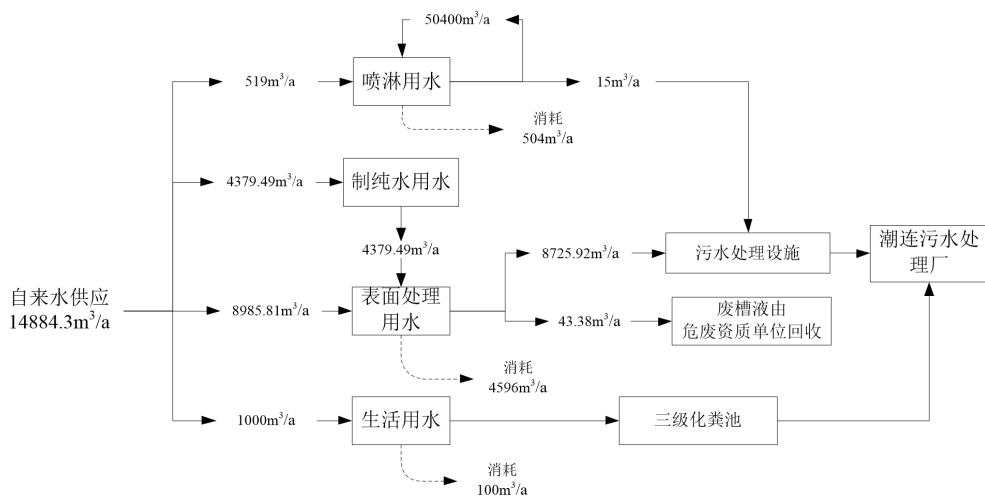 50400m³/a
519m³/a
喷淋用水
15m³/a
消耗
504m³/a
4379.49m³/a
制纯水用水
4379.49m³/a
8725.92m³/a
污水处理设施
潮连污水处
理厂
自来水供应
14884.3m³/a
8985.81m³/a
表面处理
用水
43.38m³/a
废槽液由
危废资质单位回收
消耗
4596m³/a
1000m³/a
生活用水
三级化粪池
消耗
100m³/a